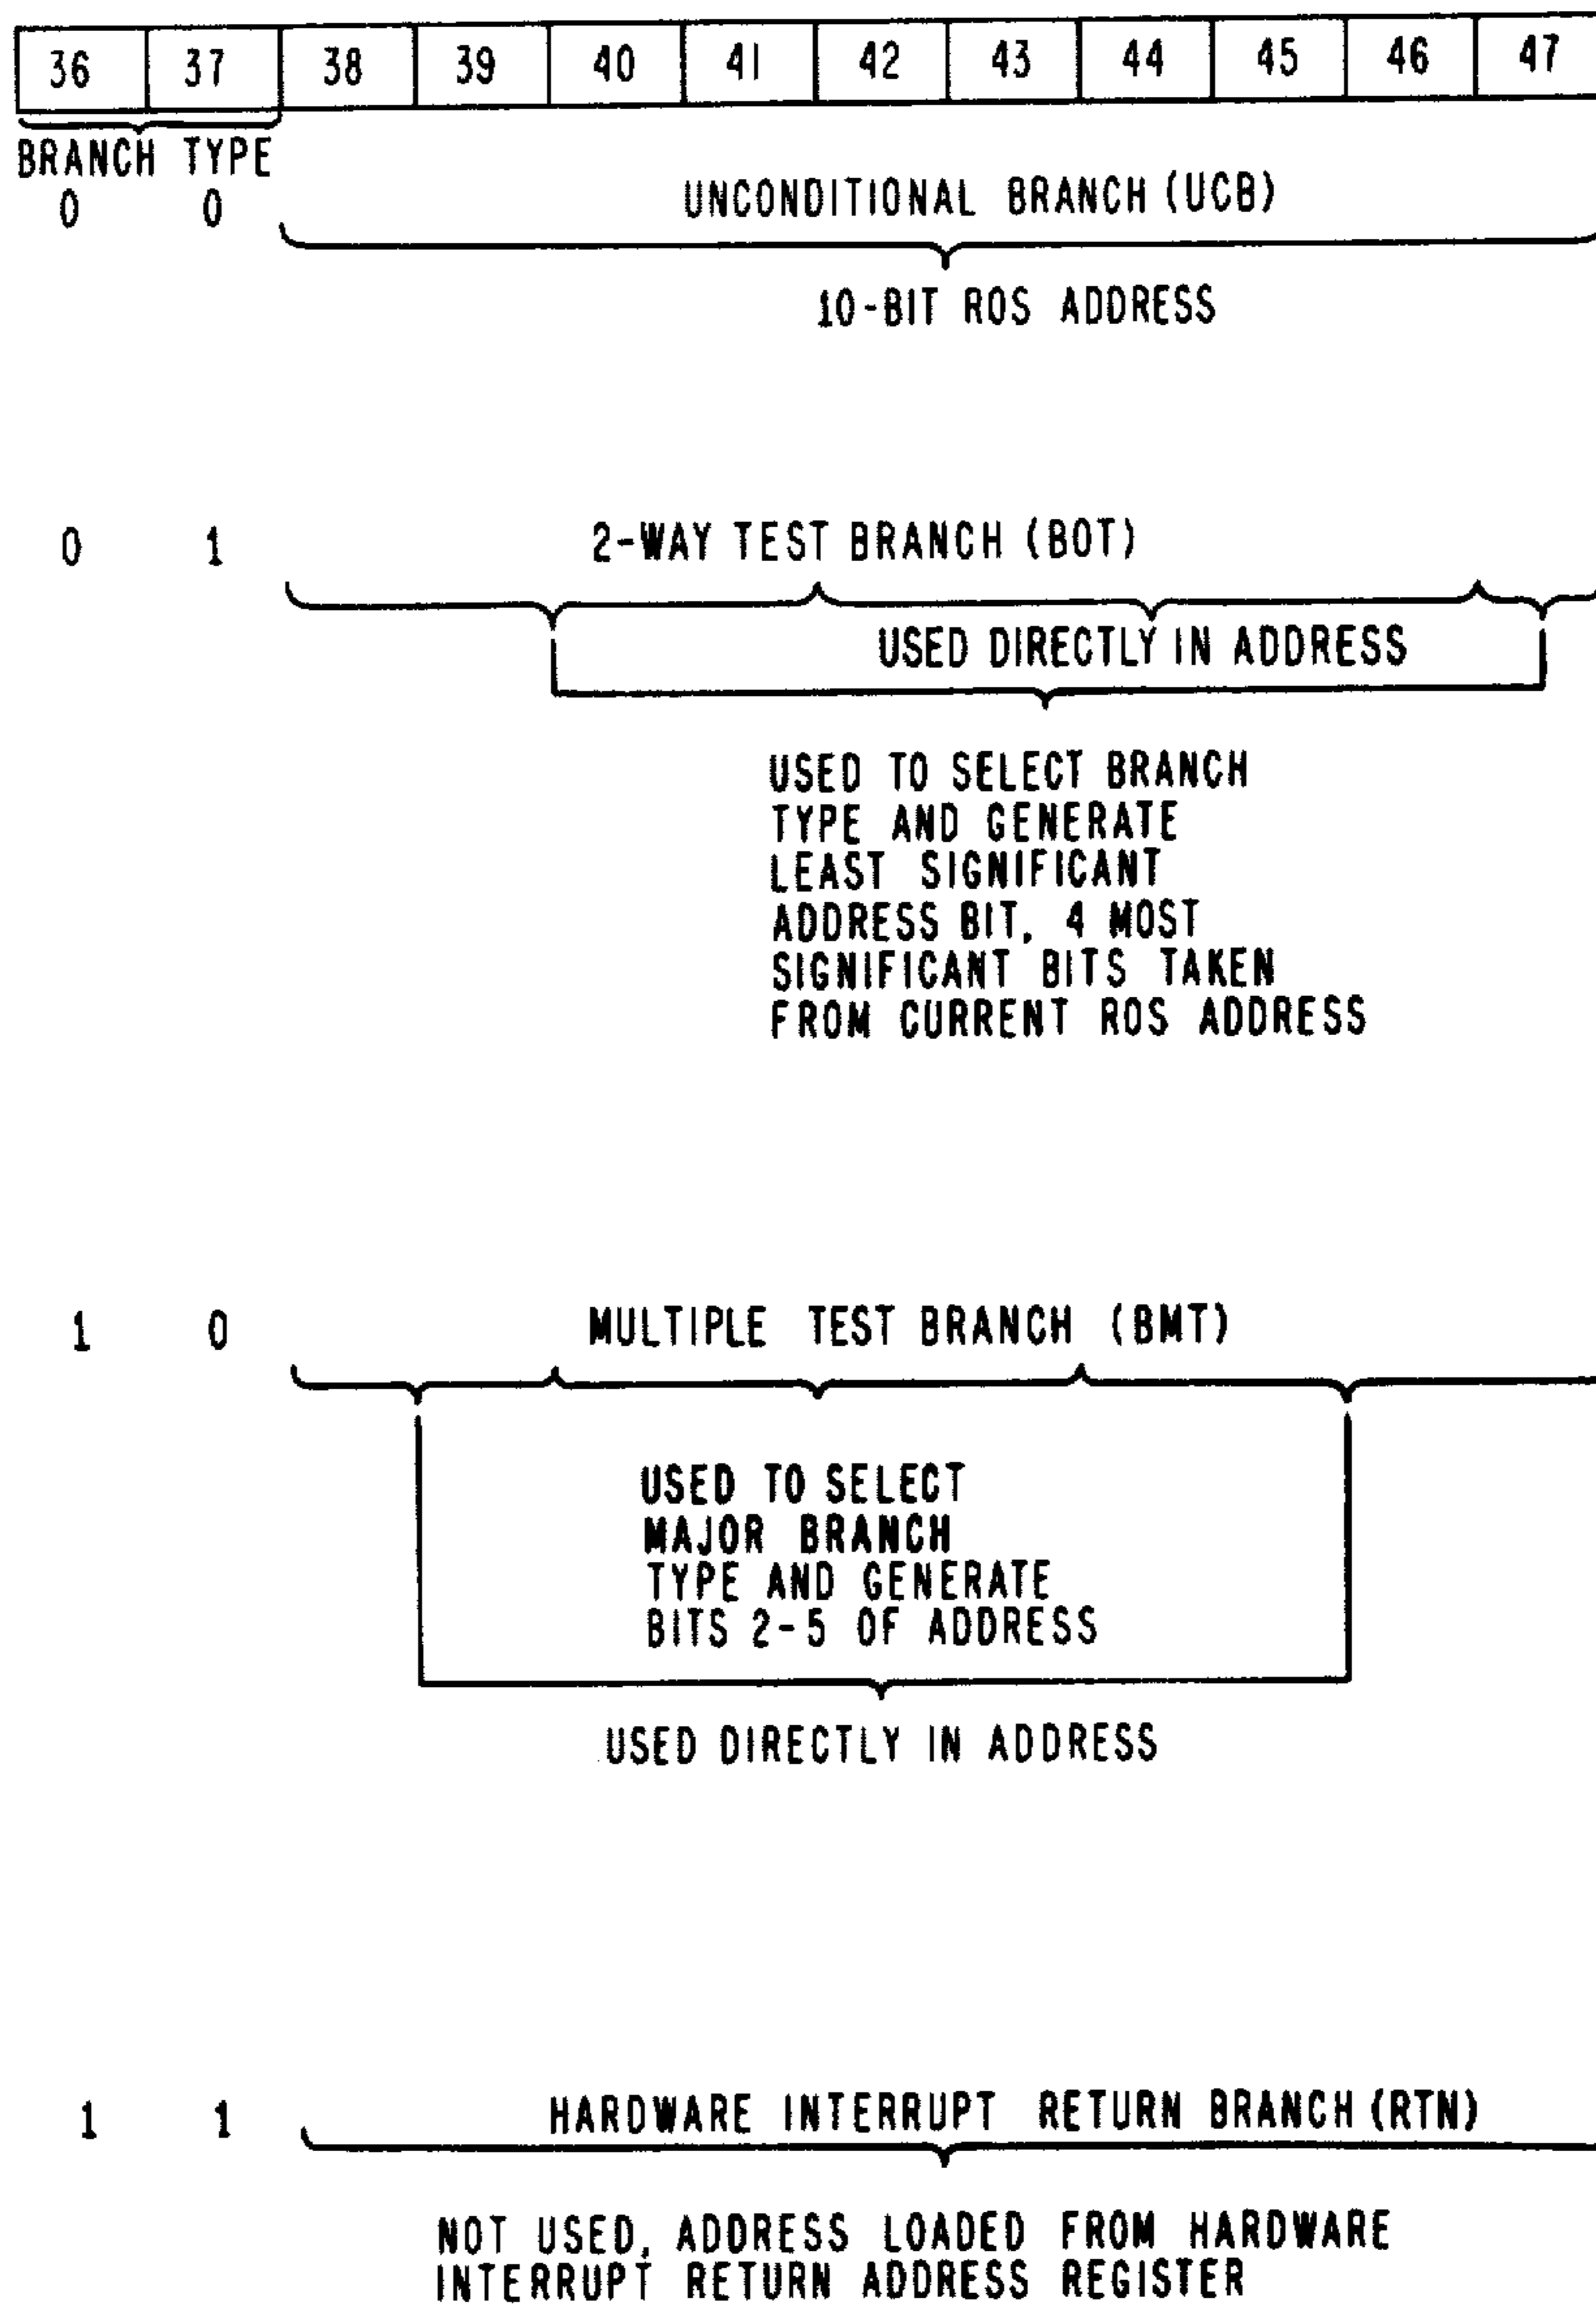 36 37 38 39 40 41 42 43 44 45 46 47
BRANCH TYPE
0 0 UNCONDITIONAL BRANCH (UCB)
10-BIT ROS ADDRESS
0 1 2-WAY TEST BRANCH (BOT)
USED DIRECTLY IN ADDRESS
USED TO SELECT BRANCH
TYPE AND GENERATE
LEAST SIGNIFICANT
ADDRESS BIT, 4 MOST
SIGNIFICANT BITS TAKEN
FROM CURRENT ROS ADDRESS
1 0 MULTIPLE TEST BRANCH (BMT)
USED TO SELECT
MAJOR BRANCH
TYPE AND GENERATE
BITS 2-5 OF ADDRESS
USED DIRECTLY IN ADDRESS
1 1 HARDWARE INTERRUPT RETURN BRANCH (RTN)
NOT USED, ADDRESS LOADED FROM HARDWARE
INTERRUPT RETURN ADDRESS REGISTER